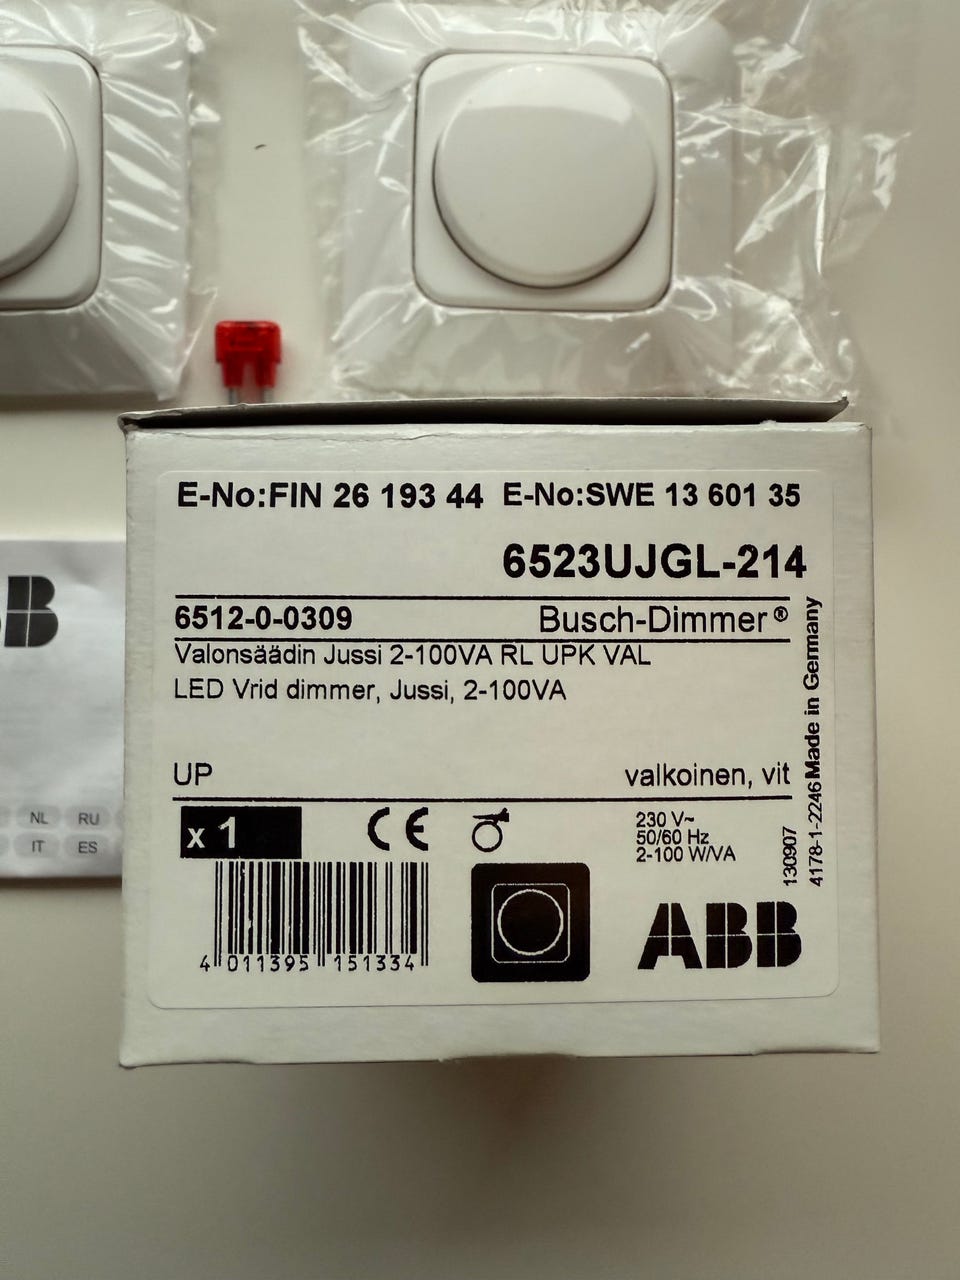 E-No:FIN 26 193 44 E-No:SWE 13 601 35
6523UJGL-214
6512-0-0309 Busch-Dimmer®
Valonsäädin Jussi 2-100VA RL UPK VAL
LED Vrid dimmer, Jussi, 2-100VA
UP valkoinen, vit
x 1 CE
230 V~
50/60 Hz
2-100 W/VA
4 011395 151334
ABB
130907
4178-1-2246 Made in Germany
BB
NL RU
IT ES